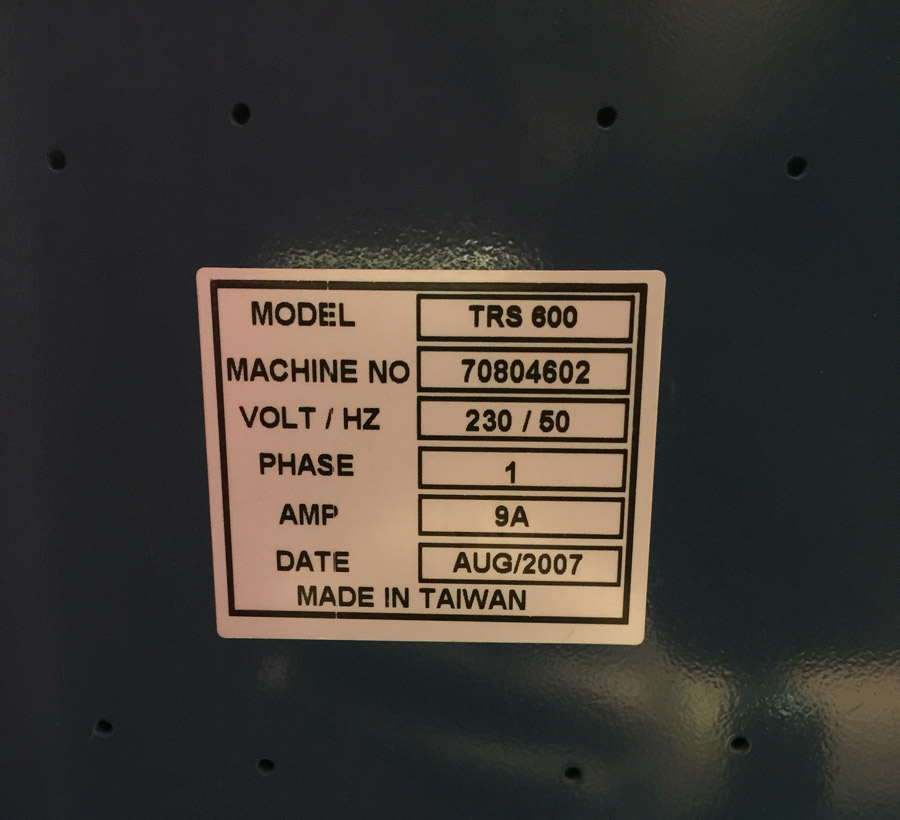 MODEL TRS 600
MACHINE NO 70804602
VOLT / HZ 230 / 50
PHASE 1
AMP 9A
DATE AUG/2007
MADE IN TAIWAN